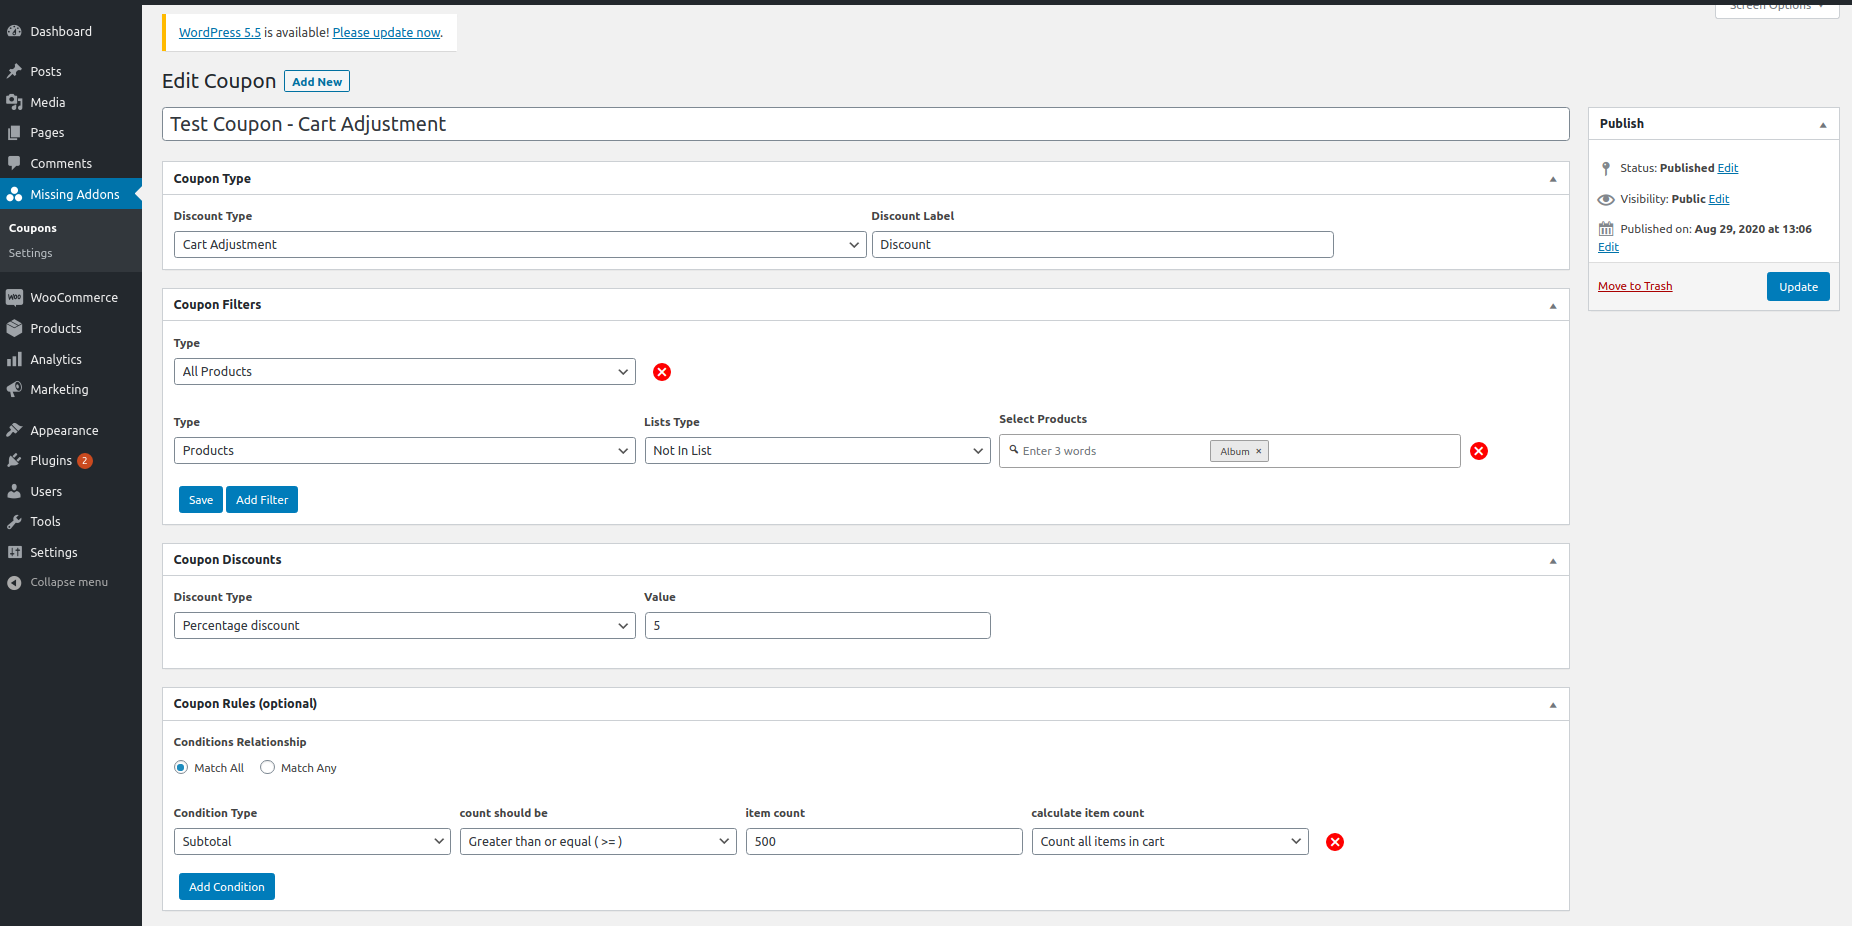 Screen Options
Dashboard
Posts
Media
Pages
Comments
Missing Addons
Coupons
Settings
WooCommerce
Products
Analytics
Marketing
Appearance
Plugins 2
Users
Tools
Settings
Collapse menu
WordPress 5.5 is available! Please update now.
Edit Coupon Add New
Test Coupon - Cart Adjustment
Coupon Type
Discount Type Discount Label
Cart Adjustment Discount
Coupon Filters
Type
All Products
Type Lists Type Select Products
Products Not In List Enter 3 words Album ×
Save Add Filter
Coupon Discounts
Discount Type Value
Percentage discount 5
Coupon Rules (optional)
Conditions Relationship
Match All Match Any
Condition Type count should be item count calculate item count
Subtotal Greater than or equal ( >= ) 500 Count all items in cart
Add Condition
Publish
Status: Published Edit
Visibility: Public Edit
Published on: Aug 29, 2020 at 13:06
Edit
Move to Trash Update